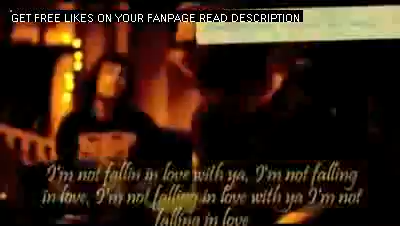 GET FREE LIKES ON YOUR FANPAGE READ DESCRIPTION
I'm not fallin in love with ya, I'm not falling
in love, I'm not falling in love with ya I'm not
falling in love